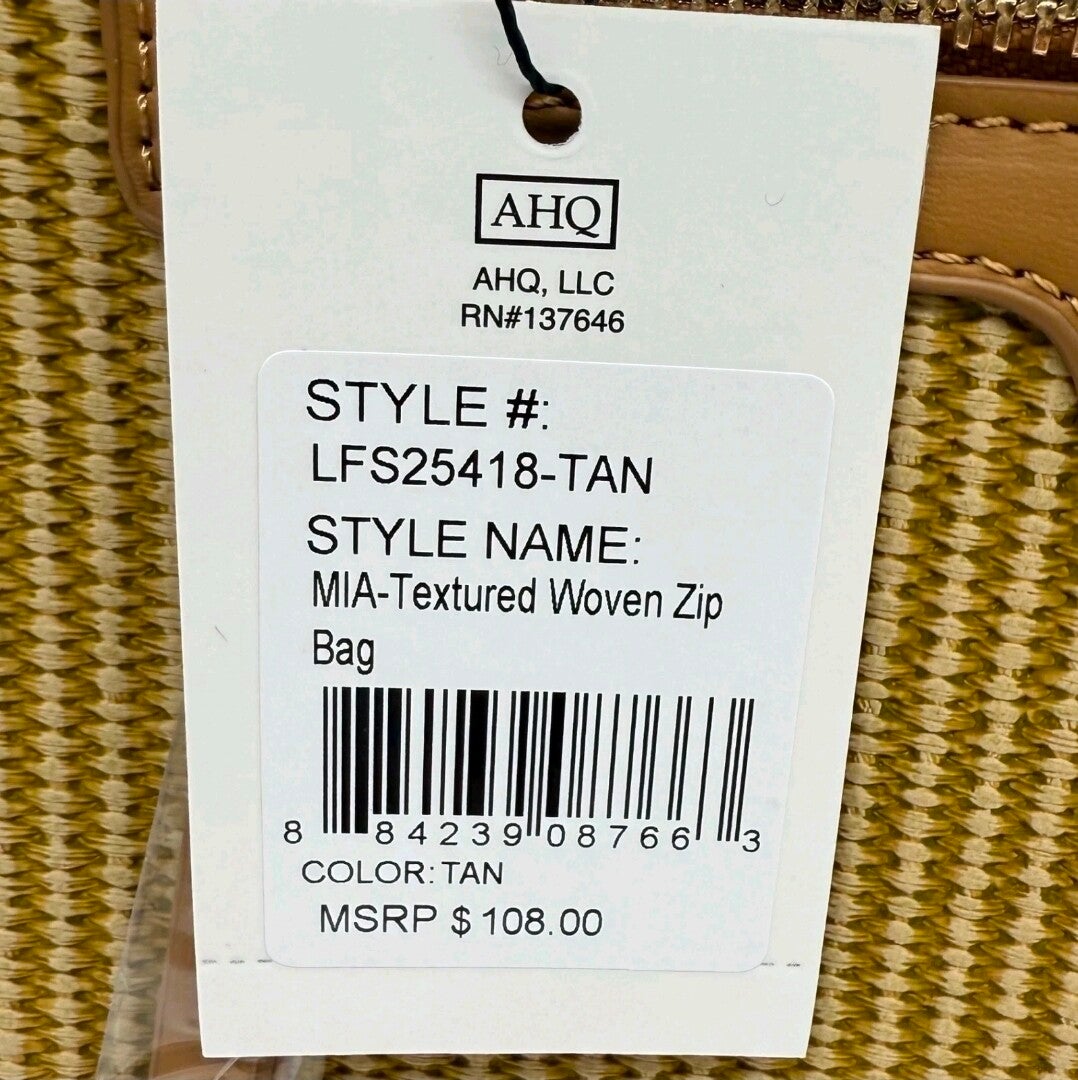 AHQ
AHQ, LLC
RN#137646
STYLE #:
LFS25418-TAN
STYLE NAME:
MIA-Textured Woven Zip
Bag
8 84239 08766 3
COLOR: TAN
MSRP $ 108.00